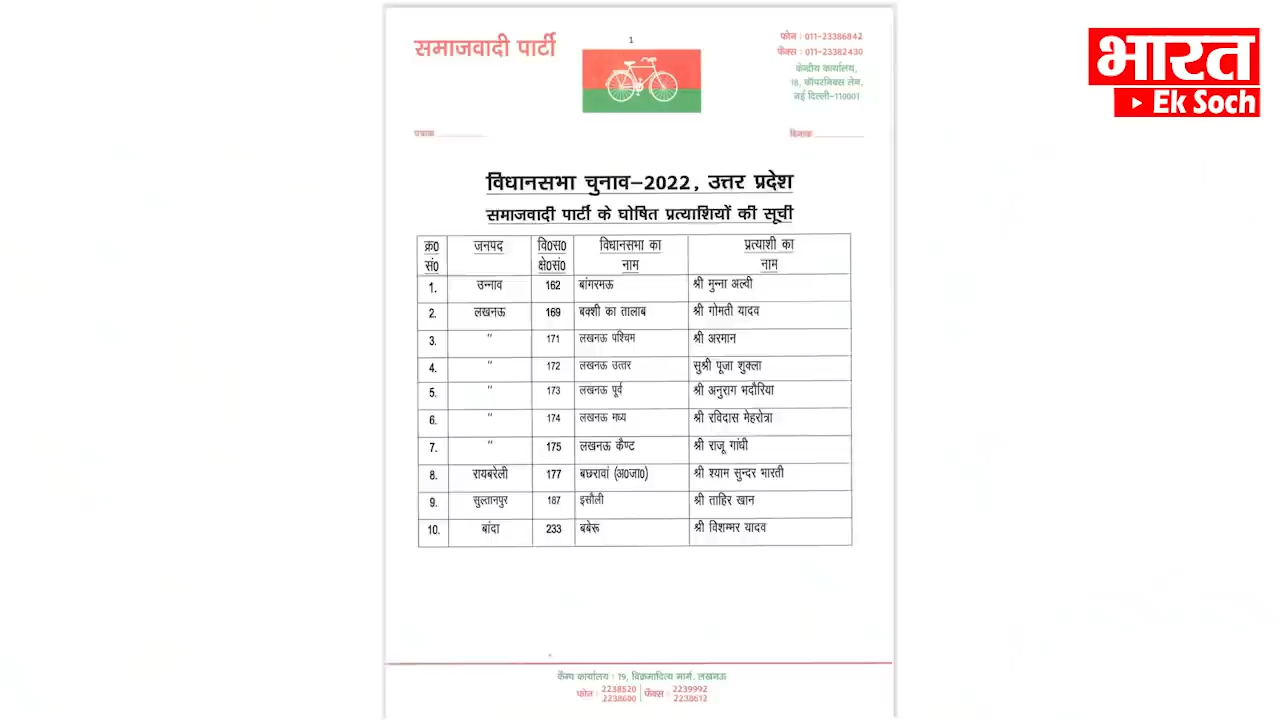 समाजवादी पार्टी
1
फोन : 011-23386842
फैक्स : 011-23382430
केन्द्रीय कार्यालय,
18, कॉपरनिक्स लेन,
नई दिल्ली-110001
पत्रांक
दिनांक
भारत
Ek Soch
विधानसभा चुनाव-2022, उत्तर प्रदेश
समाजवादी पार्टी के घोषित प्रत्याशियों की सूची
क्र0 सं0 जनपद वि0स0 क्षे0सं0 विधानसभा का नाम प्रत्याशी का नाम
1. उन्नाव 162 बांगरमऊ श्री मुन्ना अल्वी
2. लखनऊ 169 बक्शी का तालाब श्री गोमती यादव
3. " 171 लखनऊ पश्चिम श्री अरमान
4. " 172 लखनऊ उत्तर सुश्री पूजा शुक्ला
5. " 173 लखनऊ पूर्व श्री अनुराग भदौरिया
6. " 174 लखनऊ मध्य श्री रविदास मेहरोत्रा
7. " 175 लखनऊ कैण्ट श्री राजू गांधी
8. रायबरेली 177 बछरावां (अ0जा0) श्री श्याम सुन्दर भारती
9. सुल्तानपुर 187 इसौली श्री ताहिर खान
10. बांदा 233 बबेरू श्री विशम्भर यादव
कैम्प कार्यालय : 19, विक्रमादित्य मार्ग, लखनऊ
फोन : 2238520 2238600 फैक्स : 2239992 2238612